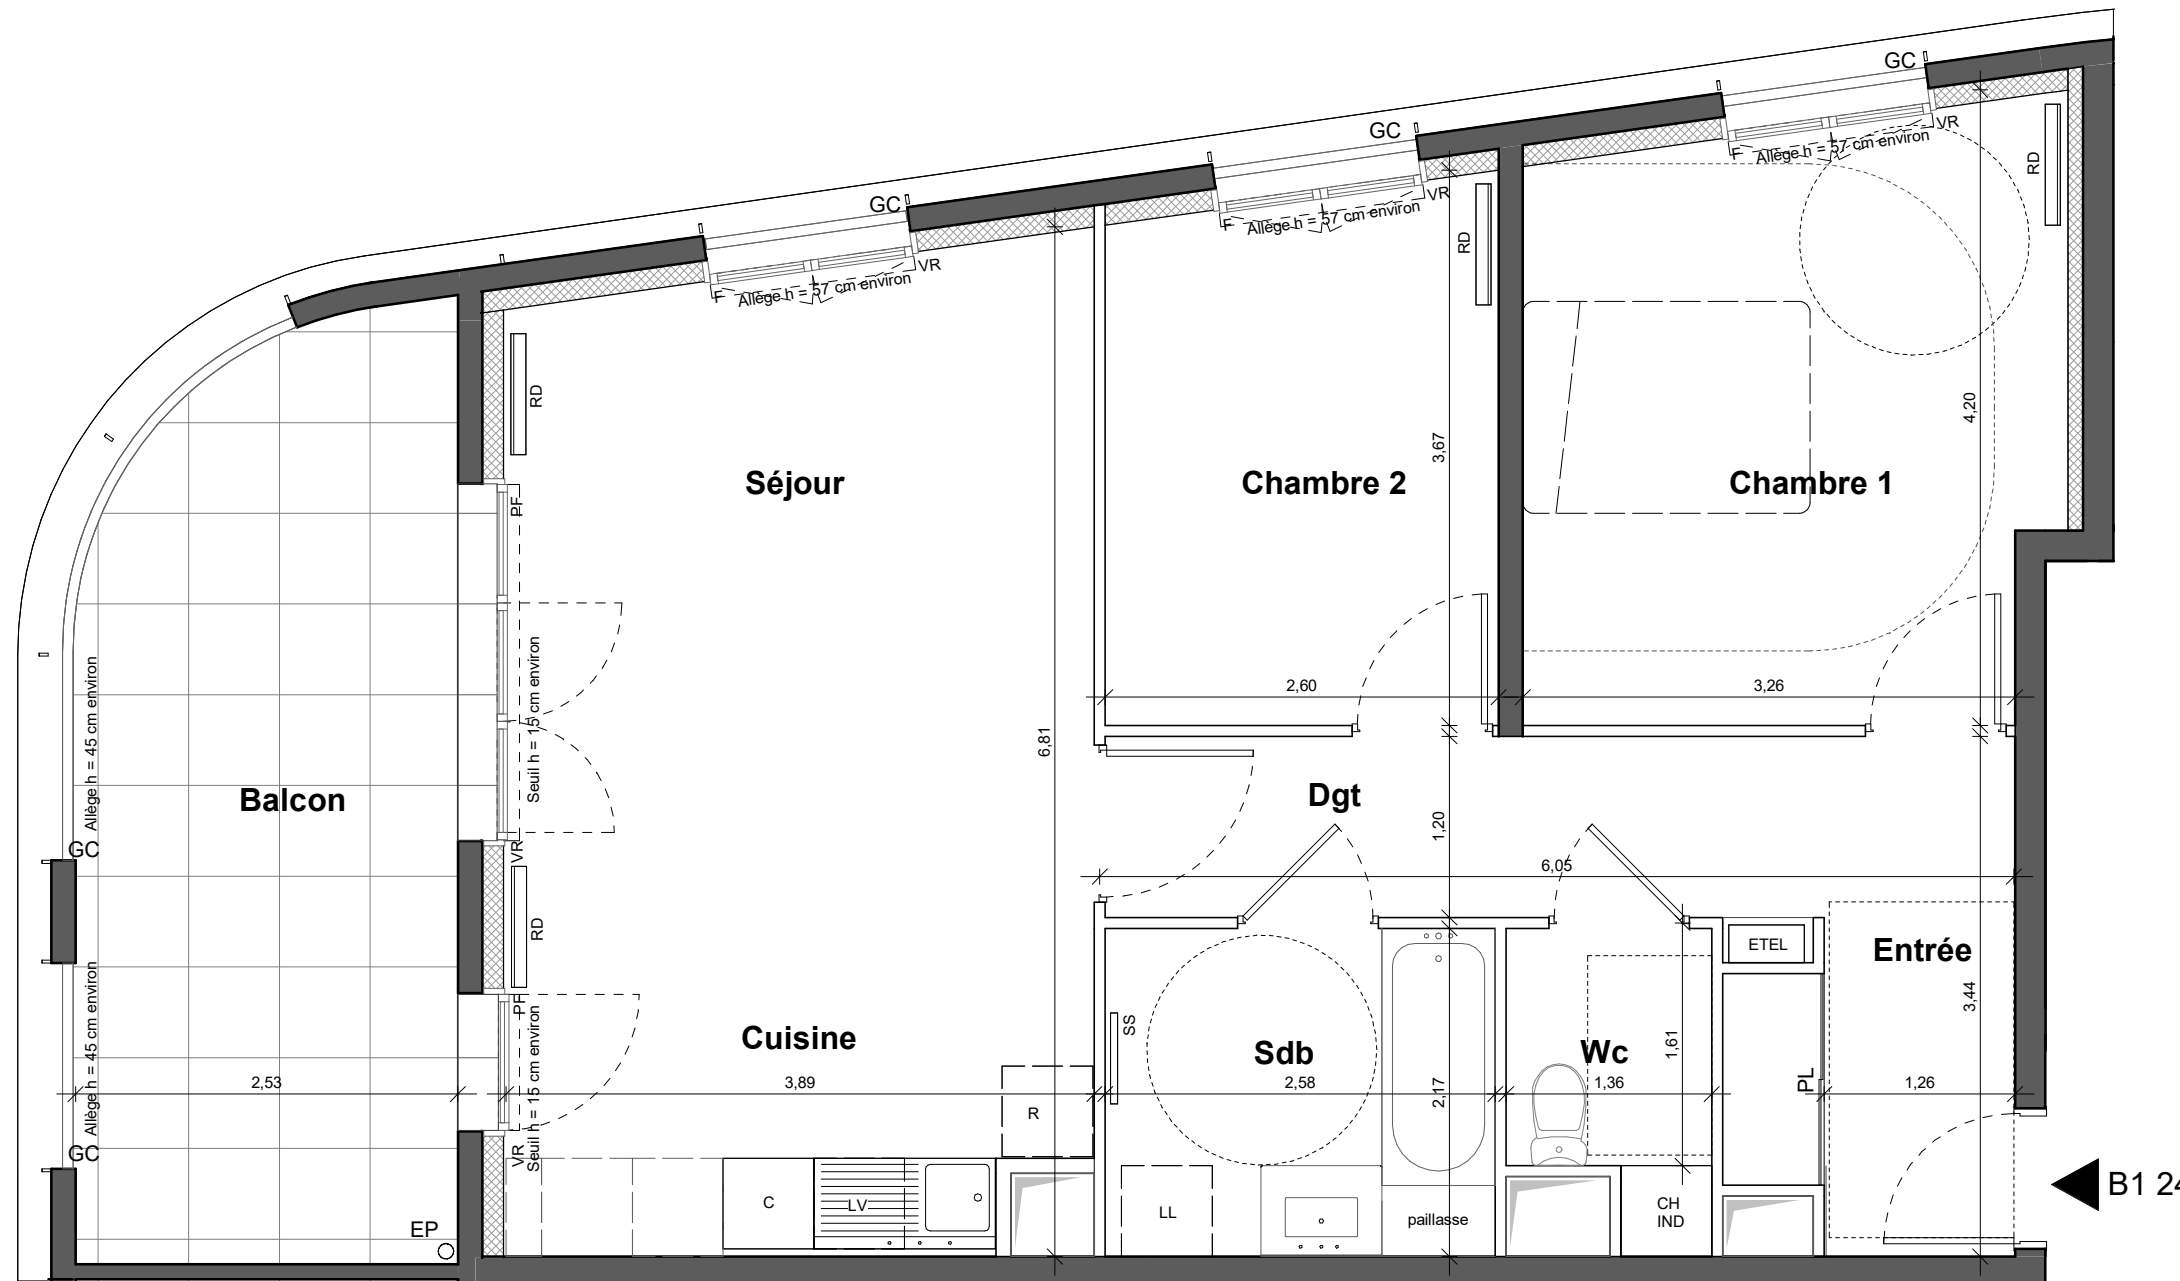 GC
VR
F
Allège h = 57 cm environ
RD
GC
VR
F
Allège h = 57 cm environ
RD
GC
VR
F
Allège h = 57 cm environ
RD
4,20
3,67
Séjour
Chambre 2
Chambre 1
PF
Seuil h = 15 cm environ
VR
2,60
3,26
6,81
Allège h = 45 cm environ
Balcon
Dgt
GC
1,20
6,05
RD
Entrée
ETEL
3,44
PF
Seuil h = 15 cm environ
VR
Allège h = 45 cm environ
SS
Cuisine
Sdb
Wc
1,61
2,53
3,89
2,58
2,17
1,36
PL
1,26
R
GC
EP
C
LV
LL
paillasse
CH
IND
B1 24